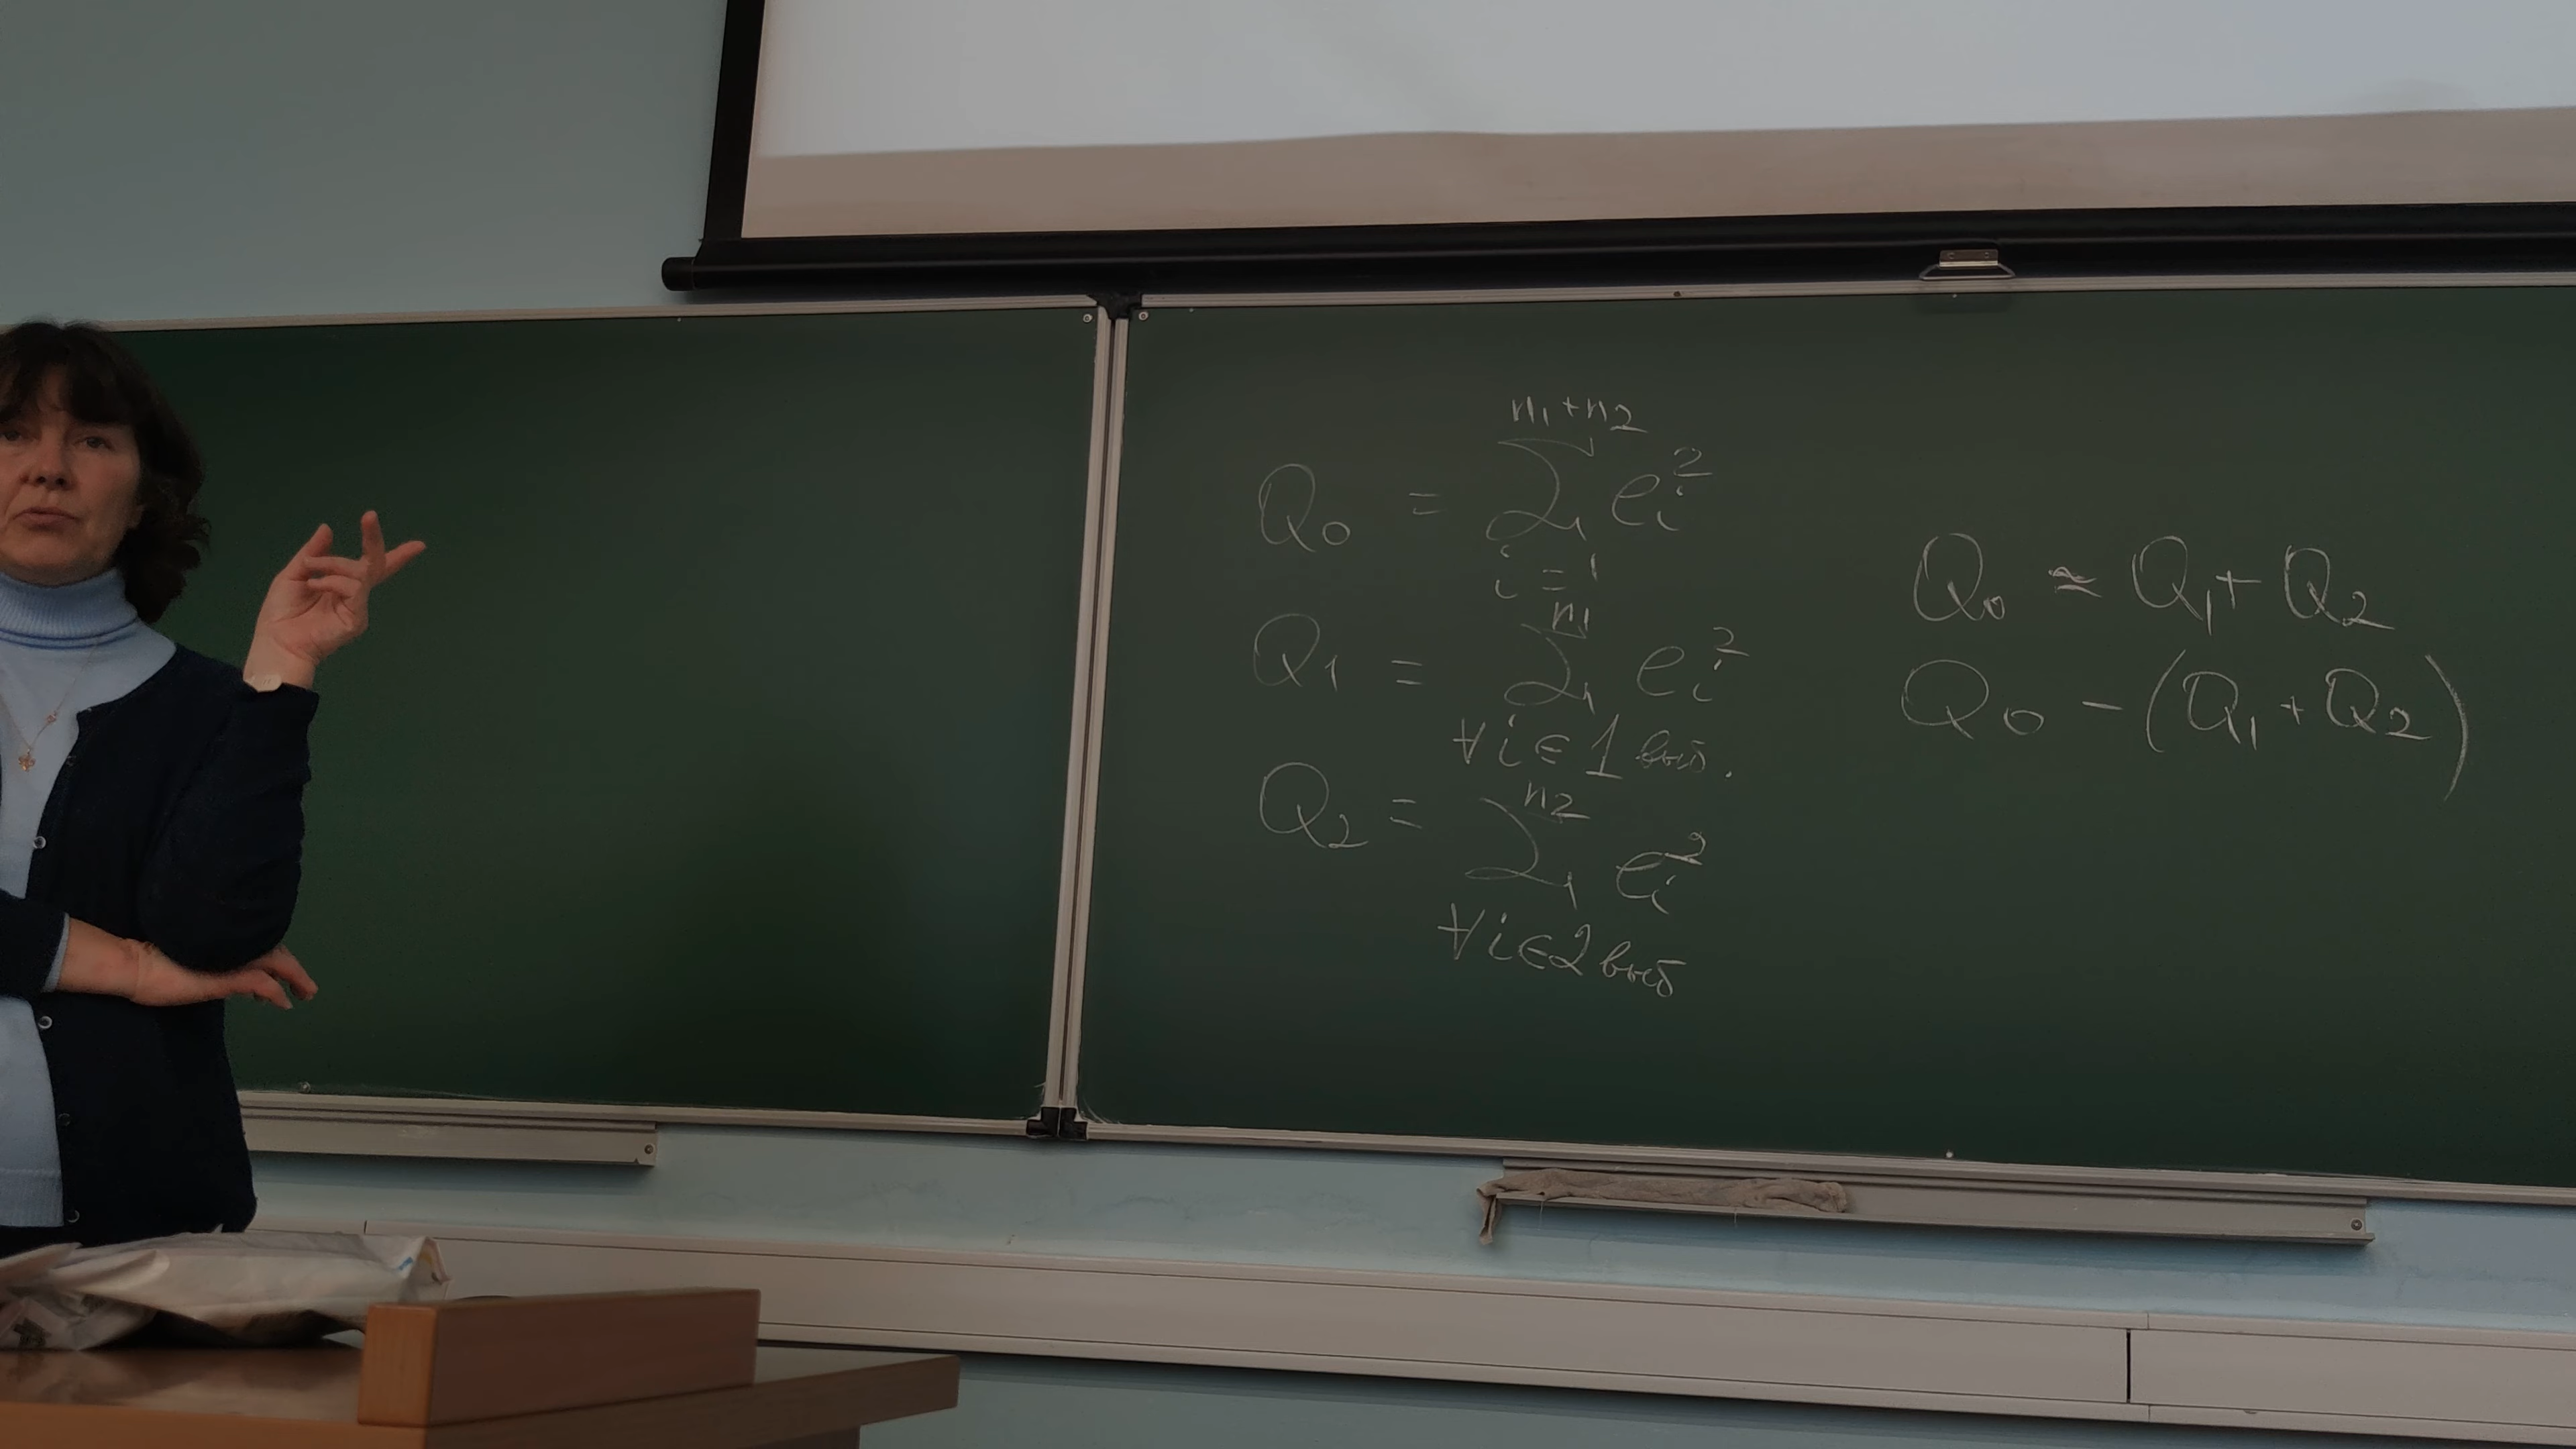 n₁+n₂
Q₀ = ∑ eᵢ²
i=1
n₁
Q₁ = ∑ eᵢ²
∀i∈1 выб.
n₂
Q₂ = ∑ eᵢ²
∀i∈2 выб
Q₀ ≃ Q₁+Q₂
Q₀ − (Q₁+Q₂)